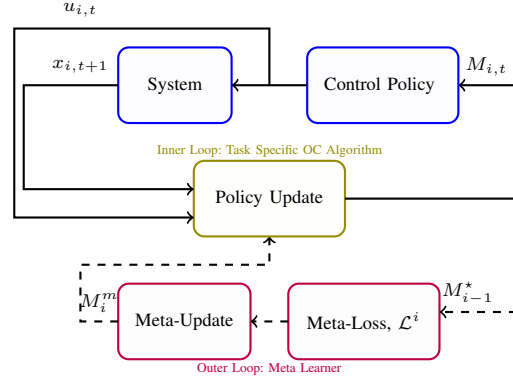 u_{i,t}
x_{i,t+1}
System
Control Policy
M_{i,t}
Inner Loop: Task Specific OC Algorithm
Policy Update
M_i^m
Meta-Update
Meta-Loss, ℒ^i
M_{i-1}^⋆
Outer Loop: Meta Learner